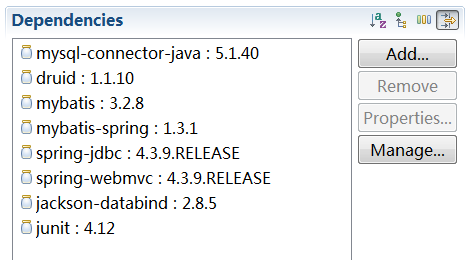 Dependencies
mysql-connector-java : 5.1.40
druid : 1.1.10
mybatis : 3.2.8
mybatis-spring : 1.3.1
spring-jdbc : 4.3.9.RELEASE
spring-webmvc : 4.3.9.RELEASE
jackson-databind : 2.8.5
junit : 4.12
Add...
Remove
Properties...
Manage...